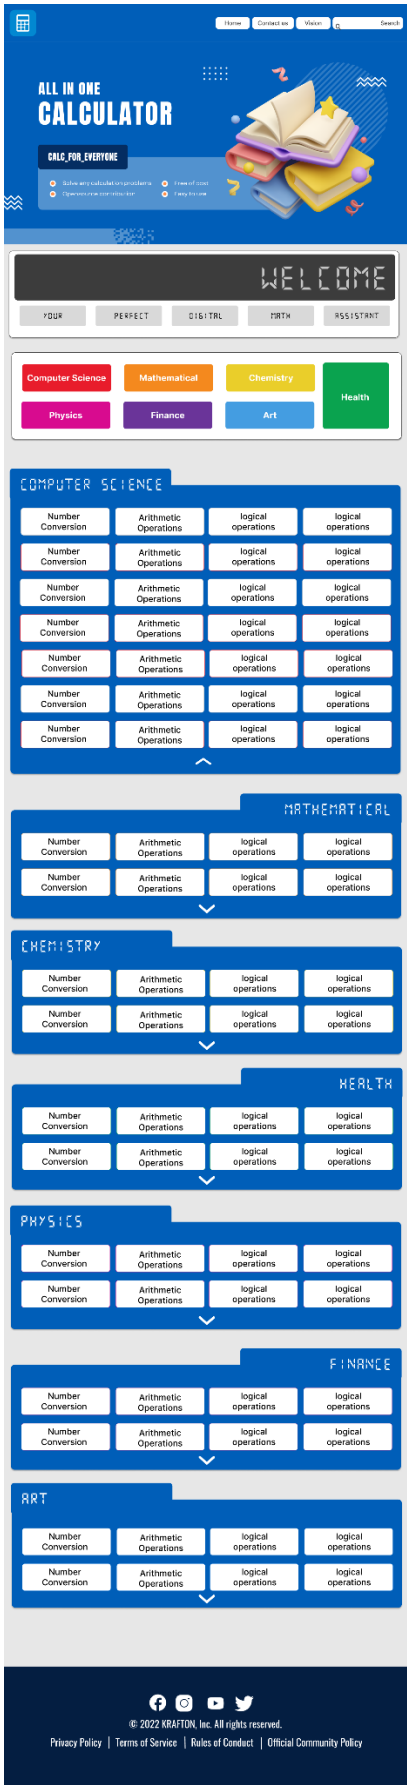 Home Contact us Vision Search
ALL IN ONE
CALCULATOR
CALC_FOR_EVERYONE
Solve any calculation problems Free of cost
Opensource contribution Easy to use
WELCOME
YOUR PERFECT DIGITAL MATH ASSISTANT
Computer Science Mathematical Chemistry
Health
Physics Finance Art
COMPUTER SCIENCE
Number Arithmetic logical logical
Conversion Operations operations operations
Number Arithmetic logical logical
Conversion Operations operations operations
Number Arithmetic logical logical
Conversion Operations operations operations
Number Arithmetic logical logical
Conversion Operations operations operations
Number Arithmetic logical logical
Conversion Operations operations operations
Number Arithmetic logical logical
Conversion Operations operations operations
Number Arithmetic logical logical
Conversion Operations operations operations
MATHEMATICAL
Number Arithmetic logical logical
Conversion Operations operations operations
Number Arithmetic logical logical
Conversion Operations operations operations
CHEMISTRY
Number Arithmetic logical logical
Conversion Operations operations operations
Number Arithmetic logical logical
Conversion Operations operations operations
HEALTH
Number Arithmetic logical logical
Conversion Operations operations operations
Number Arithmetic logical logical
Conversion Operations operations operations
PHYSICS
Number Arithmetic logical logical
Conversion Operations operations operations
Number Arithmetic logical logical
Conversion Operations operations operations
FINANCE
Number Arithmetic logical logical
Conversion Operations operations operations
Number Arithmetic logical logical
Conversion Operations operations operations
ART
Number Arithmetic logical logical
Conversion Operations operations operations
Number Arithmetic logical logical
Conversion Operations operations operations
© 2022 KRAFTON, Inc. All rights reserved.
Privacy Policy | Terms of Service | Rules of Conduct | Official Community Policy